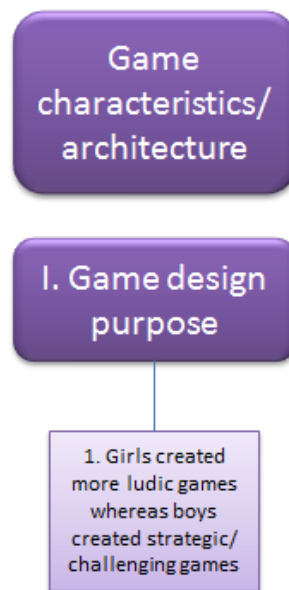 Game
characteristics/
architecture
I. Game design
purpose
1. Girls created
more ludic games
whereas boys
created strategic/
challenging games